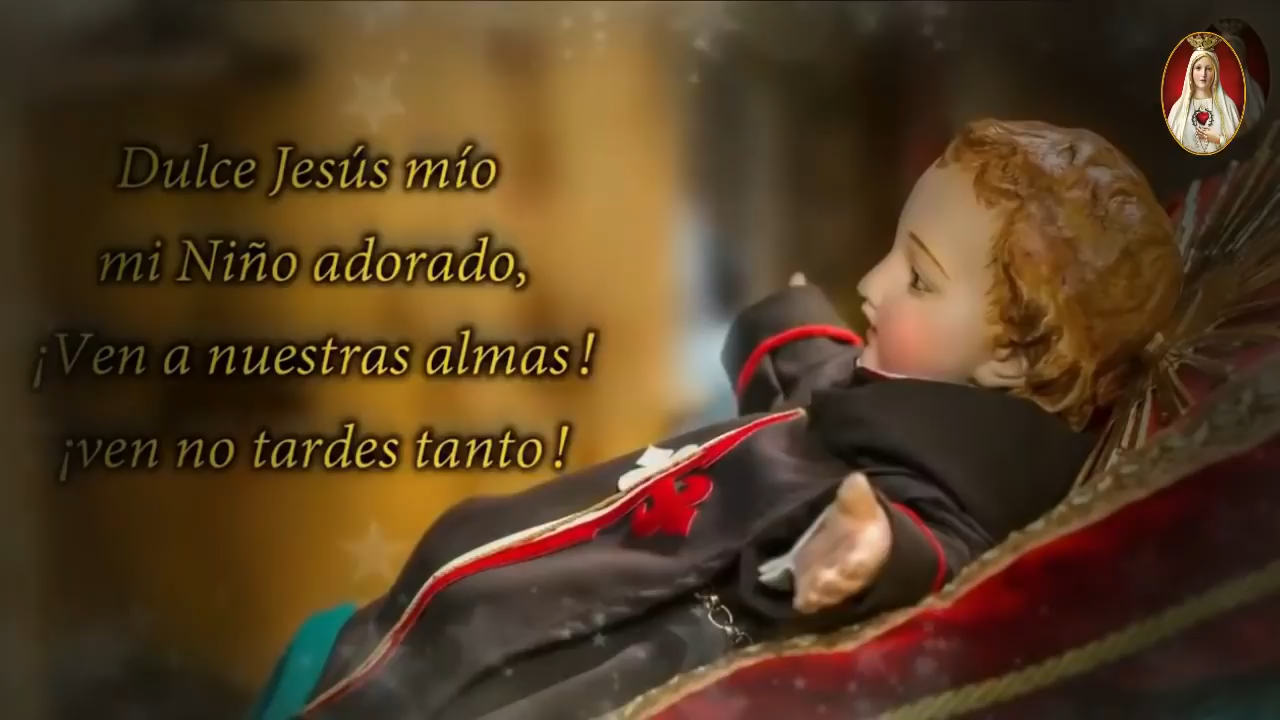 Dulce Jesús mío
mi Niño adorado,
¡Ven a nuestras almas!
¡ven no tardes tanto!